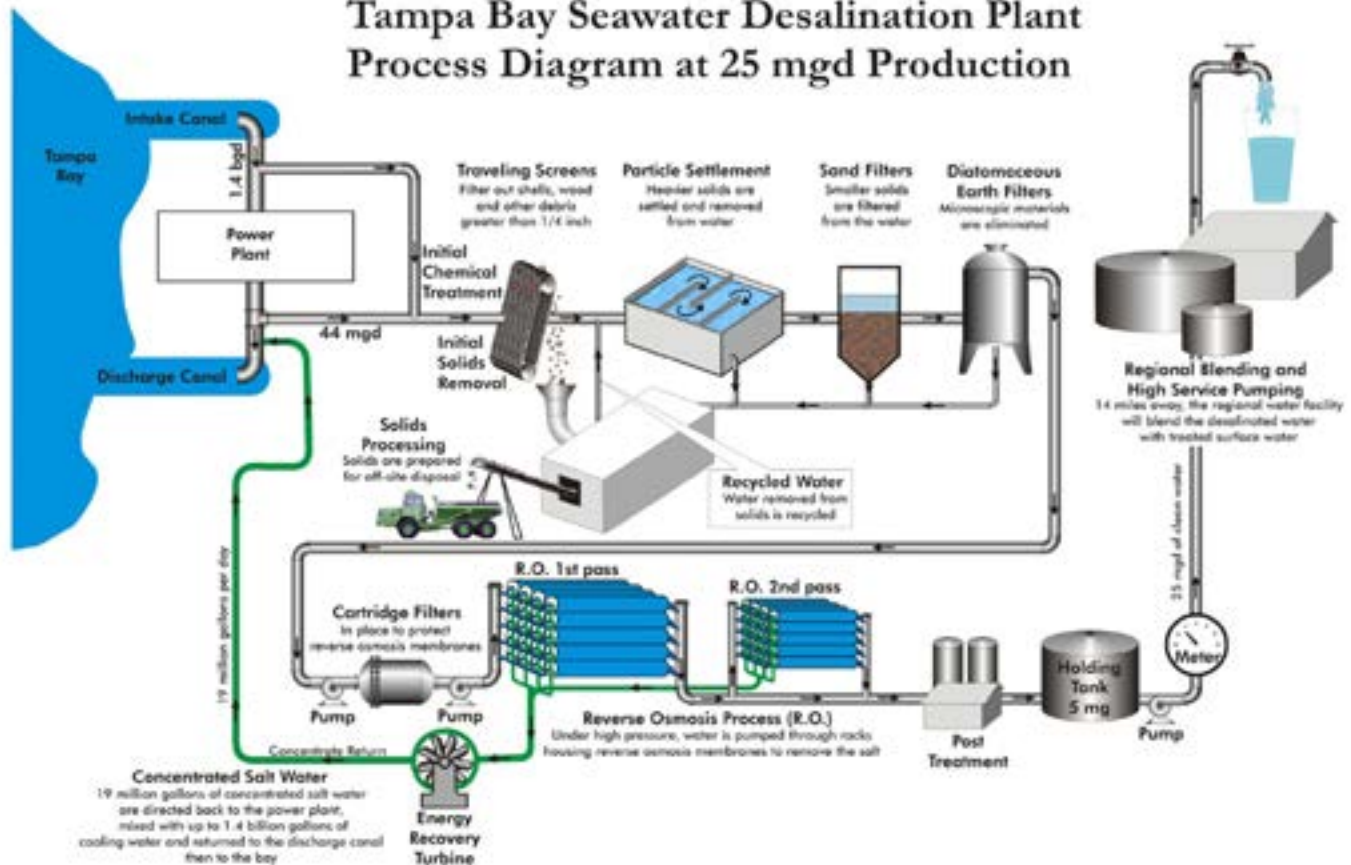 Tampa Bay Seawater Desalination Plant
Process Diagram at 25 mgd Production
Intake Canal
Tampa
Bay
1.4 bgd
Power
Plant
Discharge Canal
44 mgd
Initial
Chemical
Treatment
Initial
Solids
Removal
Traveling Screens
Filter out shells, wood
and other debris
greater than 1/4 inch
Particle Settlement
Heavier solids are
settled and removed
from water
Sand Filters
Smaller solids
are filtered
from the water
Diatomaceous
Earth Filters
Microscopic materials
are eliminated
Solids
Processing
Solids are prepared
for off-site disposal
Recycled Water
Water removed from
solids is recycled
Regional Blending and
High Service Pumping
14 miles away, the regional water facility
will blend the desalinated water
with treated surface water
25 mgd of clean water
Meter
Holding
Tank
5 mg
Pump
Post
Treatment
R.O. 1st pass
R.O. 2nd pass
Cartridge Filters
In place to protect
reverse osmosis membranes
Pump
Pump
Reverse Osmosis Process (R.O.)
Under high pressure, water is pumped through racks
housing reverse osmosis membranes to remove the salt
19 million gallons per day
Concentrate Return
Concentrated Salt Water
19 million gallons of concentrated salt water
are directed back to the power plant,
mixed with up to 1.4 billion gallons of
cooling water and returned to the discharge canal
then to the bay
Energy
Recovery
Turbine